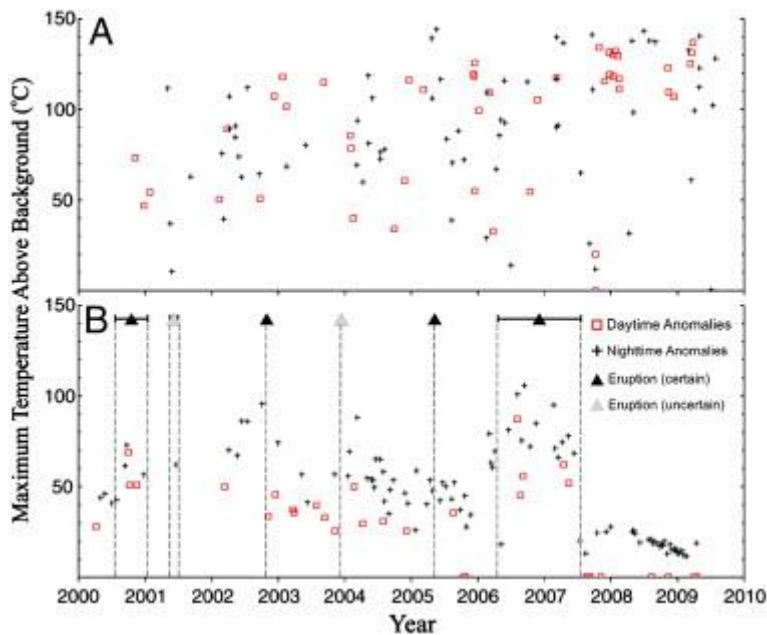 Maximum Temperature Above Background (°C)
A
150
100
50
B
150
100
50
Daytime Anomalies
Nighttime Anomalies
Eruption (certain)
Eruption (uncertain)
2000 2001 2002 2003 2004 2005 2006 2007 2008 2009 2010
Year